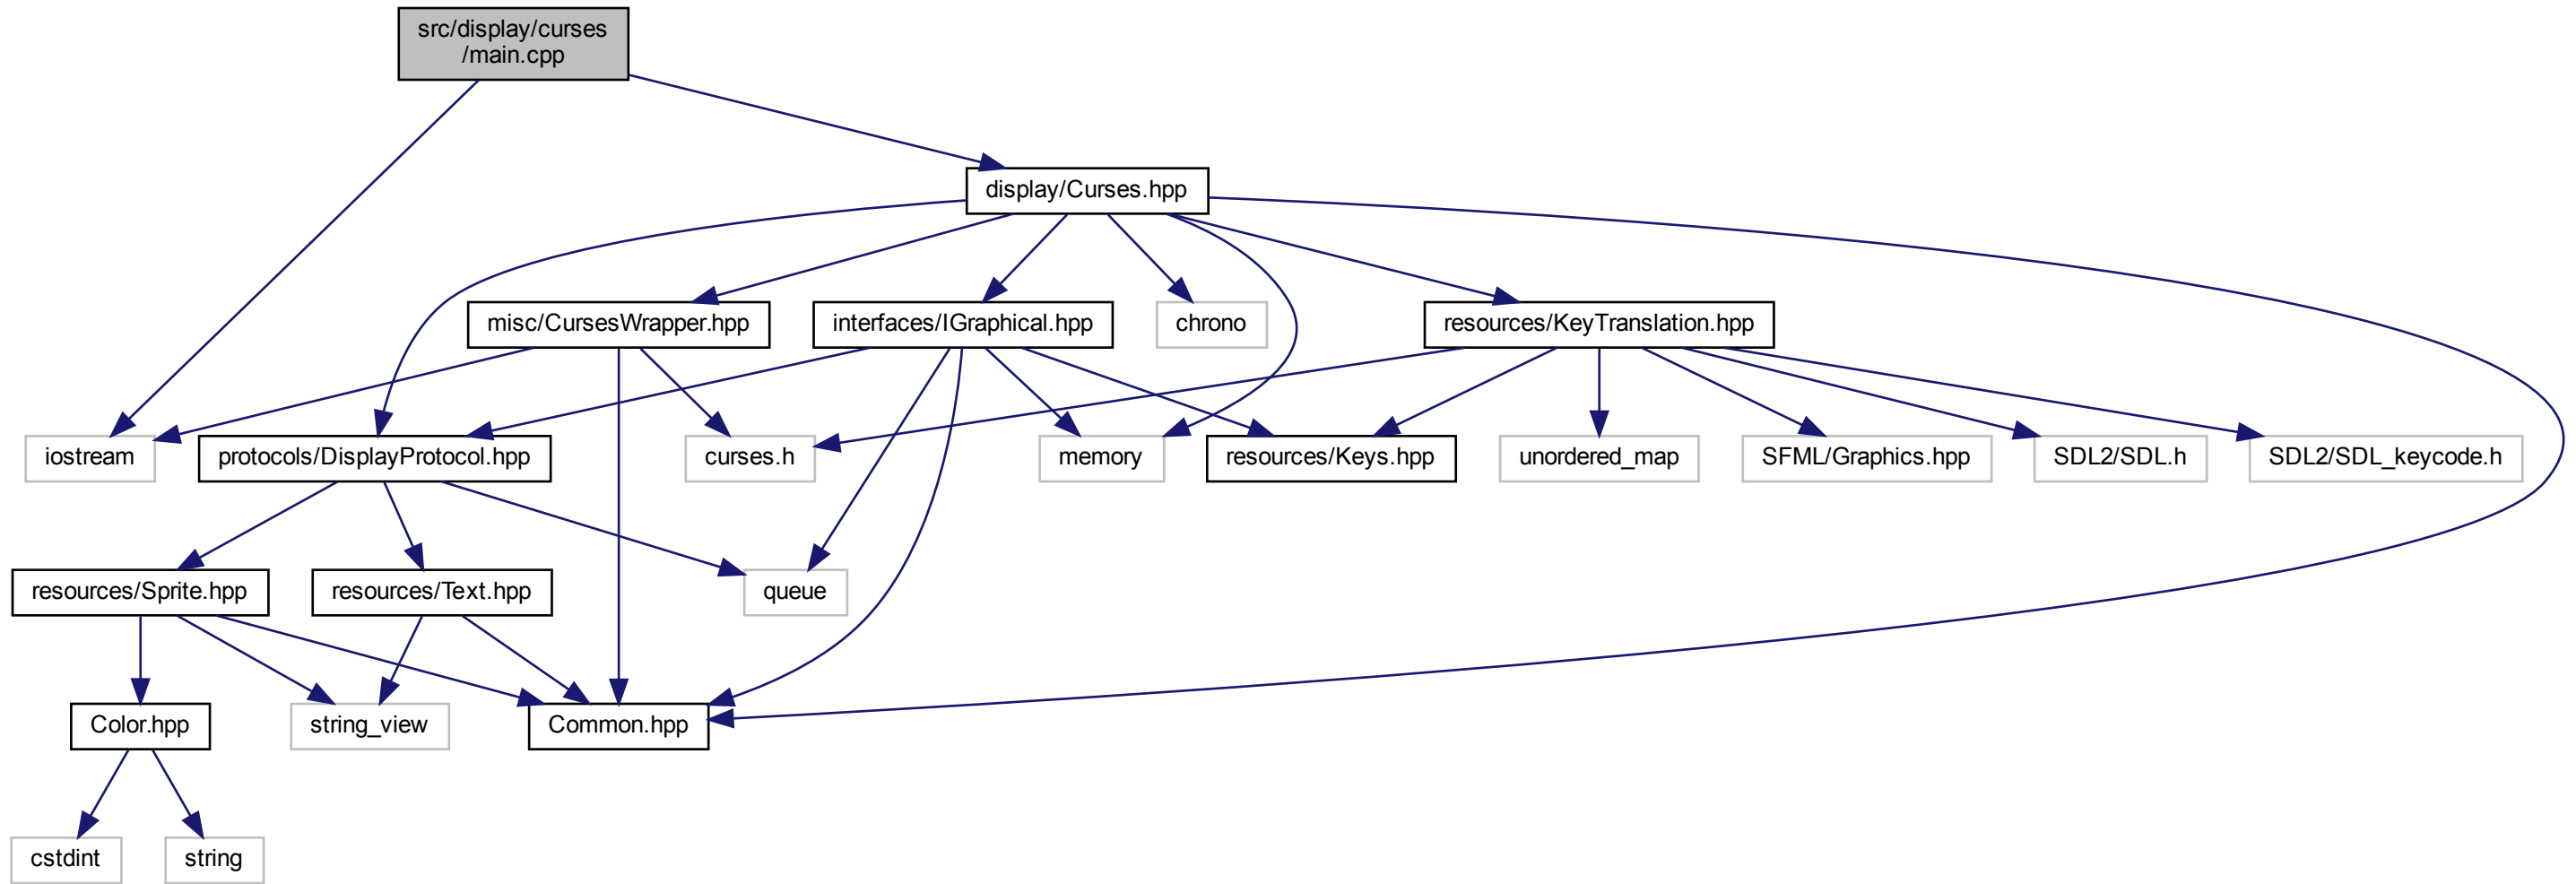 src/display/curses
/main.cpp
display/Curses.hpp
misc/CursesWrapper.hpp
interfaces/IGraphical.hpp
chrono
resources/KeyTranslation.hpp
iostream
protocols/DisplayProtocol.hpp
curses.h
memory
resources/Keys.hpp
unordered_map
SFML/Graphics.hpp
SDL2/SDL.h
SDL2/SDL_keycode.h
resources/Sprite.hpp
resources/Text.hpp
queue
Color.hpp
string_view
Common.hpp
cstdint
string